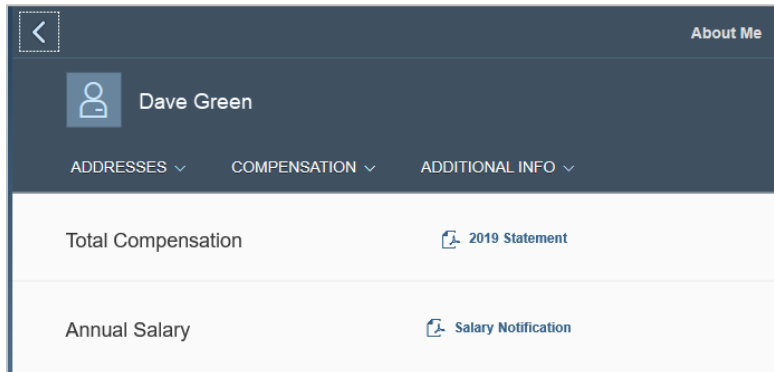 About Me
Dave Green
ADDRESSES COMPENSATION ADDITIONAL INFO
Total Compensation 2019 Statement
Annual Salary Salary Notification